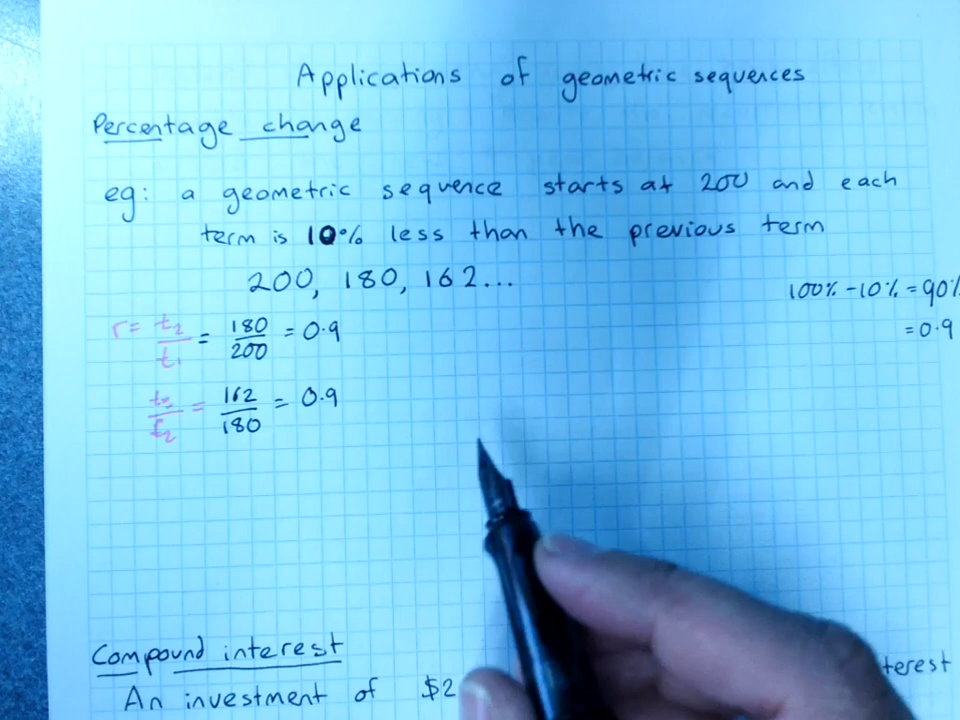 Applications of geometric sequences
Percentage change
eg: a geometric sequence starts at 200 and each
term is 10% less than the previous term
200, 180, 162...
100% - 10% = 90%
= 0.9
r = t2/t1 = 180/200 = 0.9
t3/t2 = 162/180 = 0.9
Compound interest
An investment of $2 terest